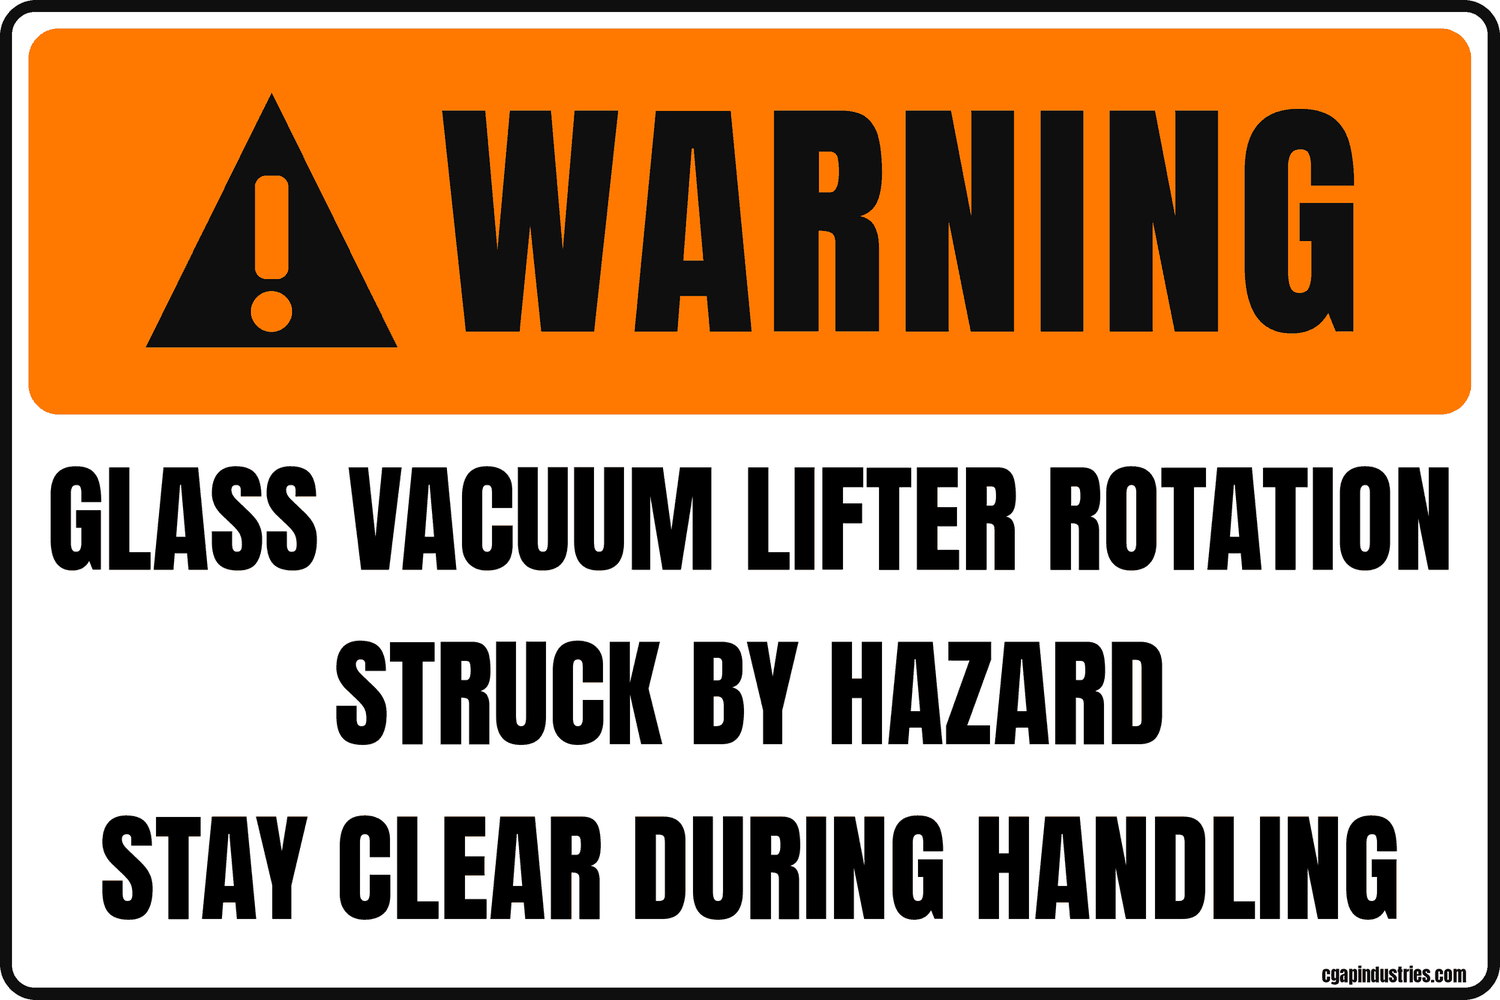 WARNING
GLASS VACUUM LIFTER ROTATION
STRUCK BY HAZARD
STAY CLEAR DURING HANDLING
cgapindustries.com